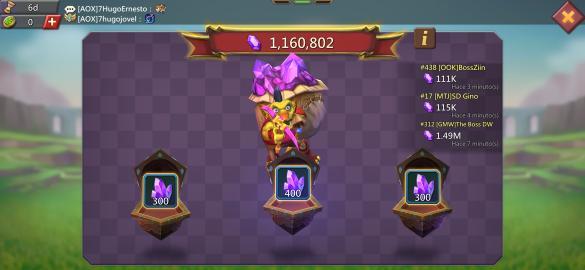 6d
0
[AOX]7HugoErnesto :
[AOX]7hugojovel :
1,160,802
i
#438 [OOK]BossZiin
111K
Hace 3 minuto(s)
#17 [MTJ]SD Gino
115K
Hace 4 minuto(s)
#312 [GMW]The Boss DW
1.49M
Hace 7 minuto(s)
300
400
300